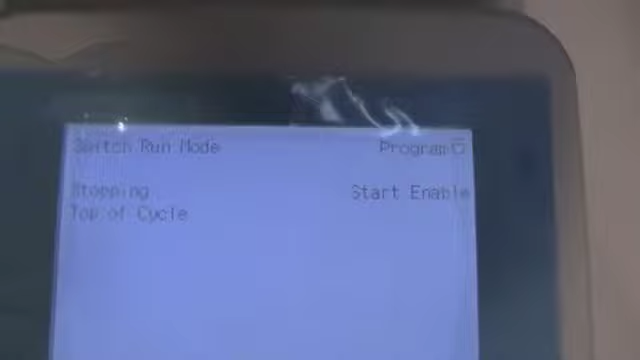 Switch Run Mode Program
Stopping Start Enable
Top of Cycle